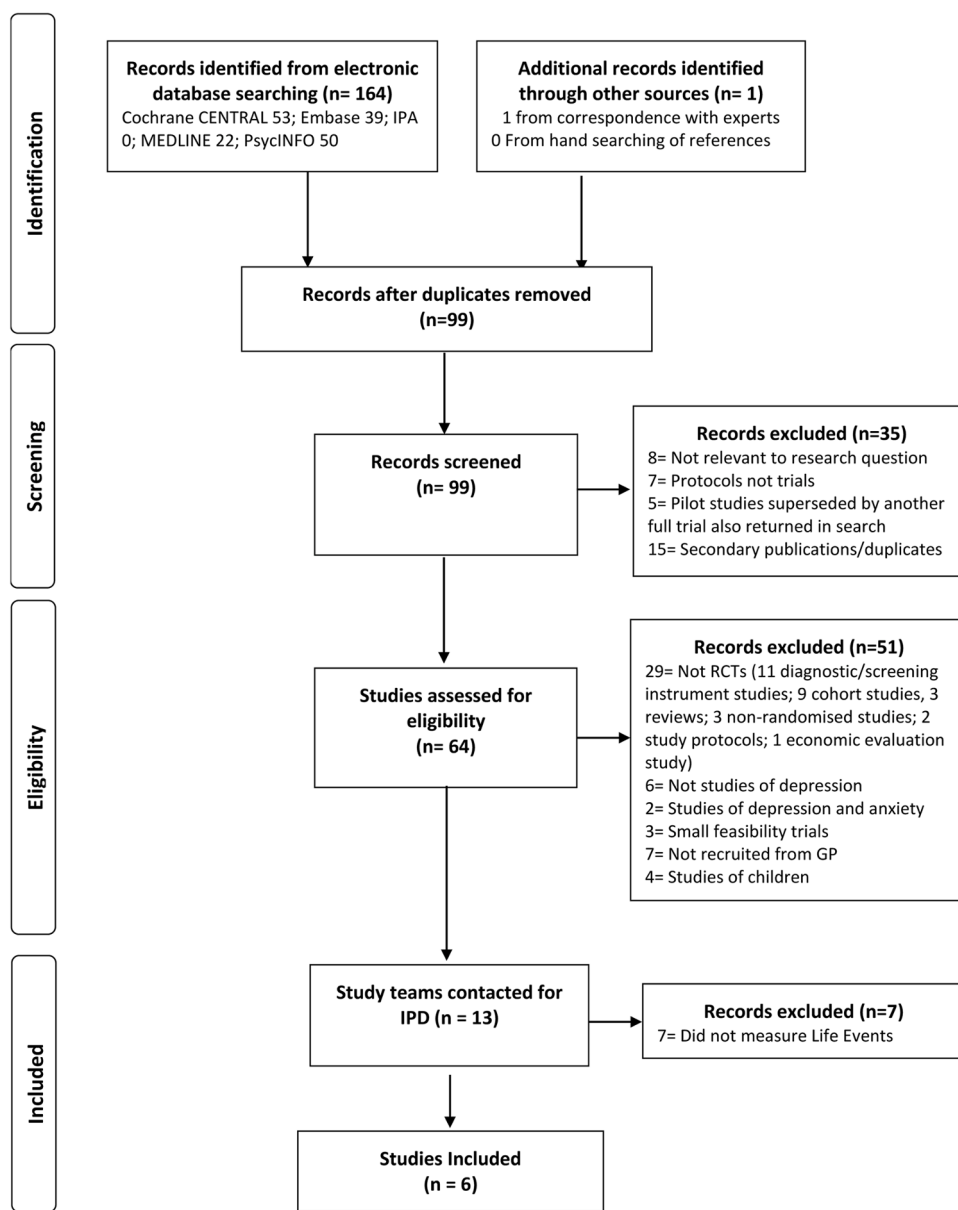 Identification
Records identified from electronic
database searching (n= 164)
Cochrane CENTRAL 53; Embase 39; IPA
0; MEDLINE 22; PsycINFO 50
Additional records identified
through other sources (n= 1)
1 from correspondence with experts
0 From hand searching of references
Records after duplicates removed
(n=99)
Screening
Records screened
(n= 99)
Records excluded (n=35)
8= Not relevant to research question
7= Protocols not trials
5= Pilot studies superseded by another
full trial also returned in search
15= Secondary publications/duplicates
Eligibility
Studies assessed for
eligibility
(n= 64)
Records excluded (n=51)
29= Not RCTs (11 diagnostic/screening
instrument studies; 9 cohort studies, 3
reviews; 3 non-randomised studies; 2
study protocols; 1 economic evaluation
study)
6= Not studies of depression
2= Studies of depression and anxiety
3= Small feasibility trials
7= Not recruited from GP
4= Studies of children
Included
Study teams contacted for
IPD (n = 13)
Records excluded (n=7)
7= Did not measure Life Events
Studies Included
(n = 6)